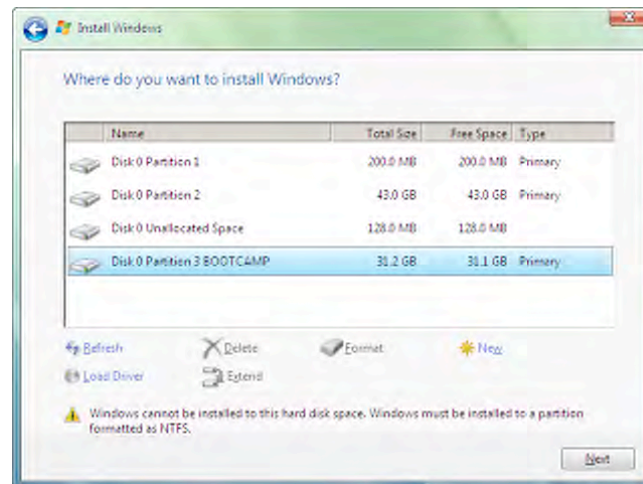 Install Windows
Where do you want to install Windows?
Name Total Size Free Space Type
Disk 0 Partition 1 200.0 MB 200.0 MB Primary
Disk 0 Partition 2 43.0 GB 43.0 GB Primary
Disk 0 Unallocated Space 128.0 MB 128.0 MB
Disk 0 Partition 3 BOOTCAMP 31.2 GB 31.1 GB Primary
Refresh Delete Format New
Load Driver Extend
Windows cannot be installed to this hard disk space. Windows must be installed to a partition
formatted as NTFS.
Next